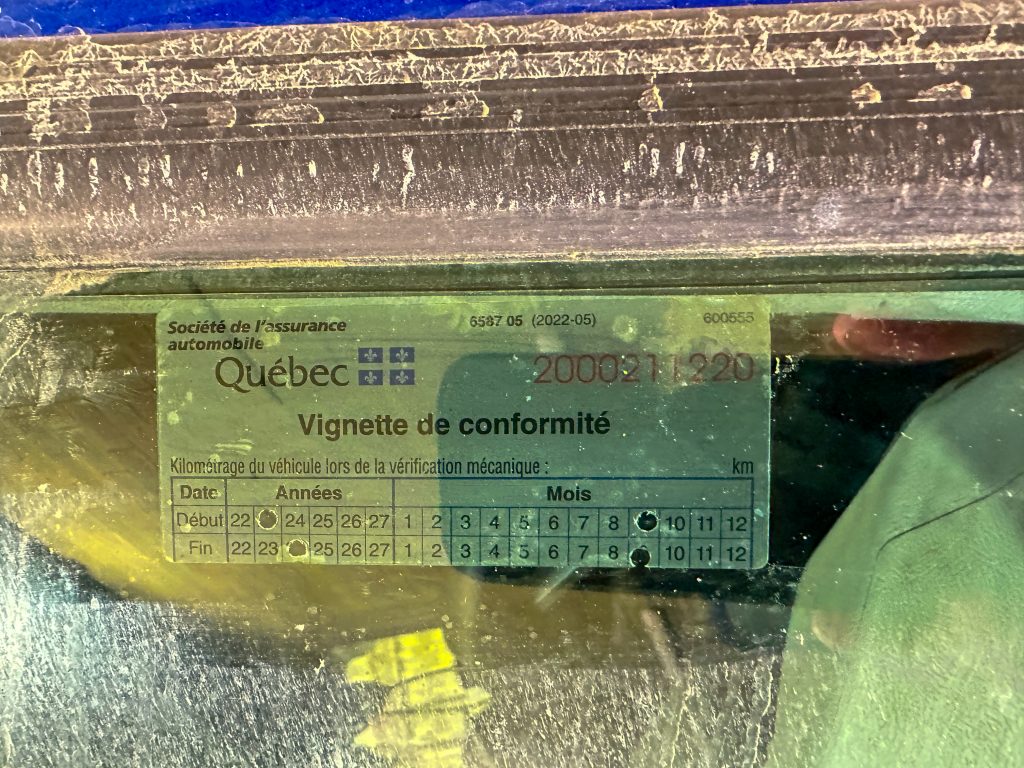 Société de l'assurance
automobile
Québec
6587 05 (2022-05)
600555
2000211220
Vignette de conformité
Kilométrage du véhicule lors de la vérification mécanique : km
Date Années Mois
Début 22 24 25 26 27 1 2 3 4 5 6 7 8 10 11 12
Fin 22 23 25 26 27 1 2 3 4 5 6 7 8 10 11 12